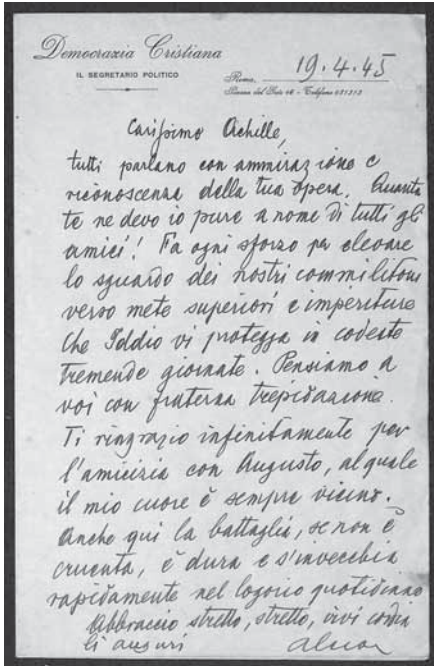 Democrazia Cristiana
IL SEGRETARIO POLITICO
Roma, 19.4.45
Piazza del Gesù 46 - Telefono
Carissimo Achille,
tutti parlano con ammirazione e
riconoscenza della tua opera. Quanta
te ne devo io pure a nome di tutti gli
amici! Fa ogni sforzo per elevare
lo sguardo dei nostri commilitoni
verso mete superiori e imperiture
Che Iddio vi protegga in codeste
tremende giornate. Pensiamo a
voi con fraterna trepidazione.
Ti ringrazio infinitamente per
l'amicizia con Augusto, al quale
il mio cuore è sempre vicino.
Anche qui la battaglia, se non è
cruenta, è dura e s'invecchia
rapidamente nel logorio quotidiano
Abbraccio stretto, stretto, vivi cordia
li auguri